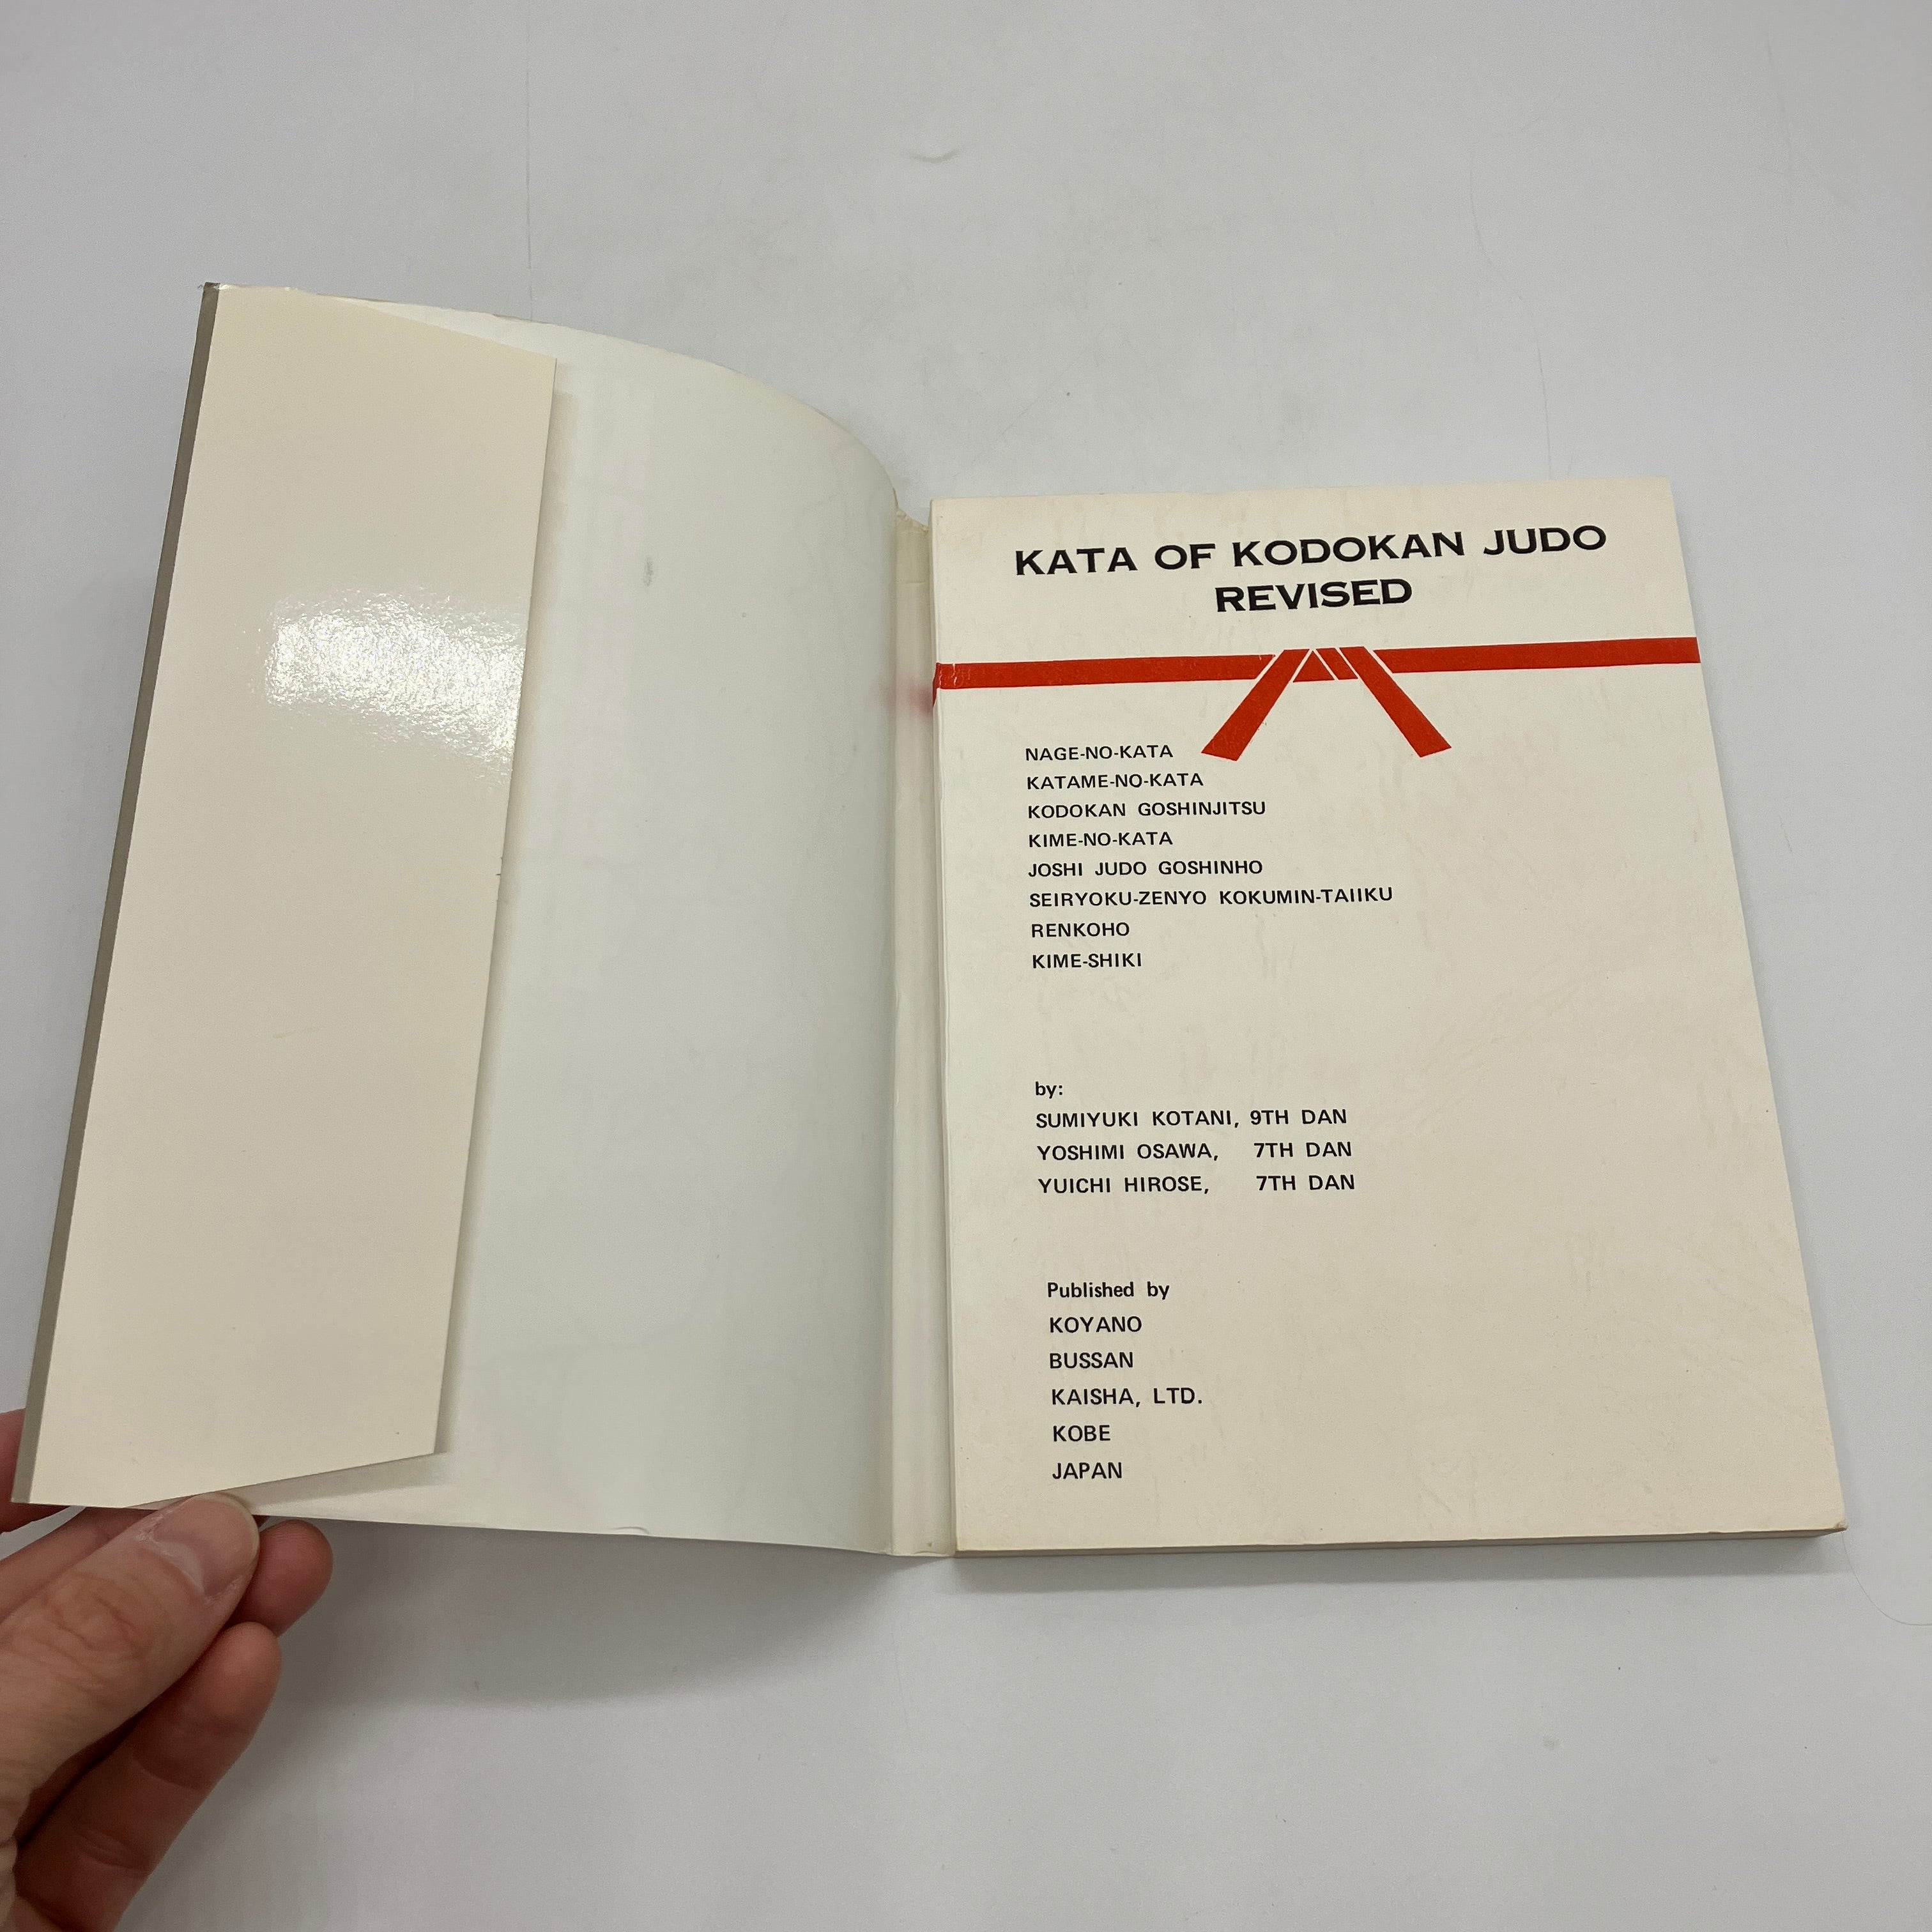 KATA OF KODOKAN JUDO
REVISED
NAGE-NO-KATA
KATAME-NO-KATA
KODOKAN GOSHINJITSU
KIME-NO-KATA
JOSHI JUDO GOSHINHO
SEIRYOKU-ZENYO KOKUMIN-TAIIKU
RENKOHO
KIME-SHIKI
by:
SUMIYUKI KOTANI, 9TH DAN
YOSHIMI OSAWA, 7TH DAN
YUICHI HIROSE, 7TH DAN
Published by
KOYANO
BUSSAN
KAISHA, LTD.
KOBE
JAPAN